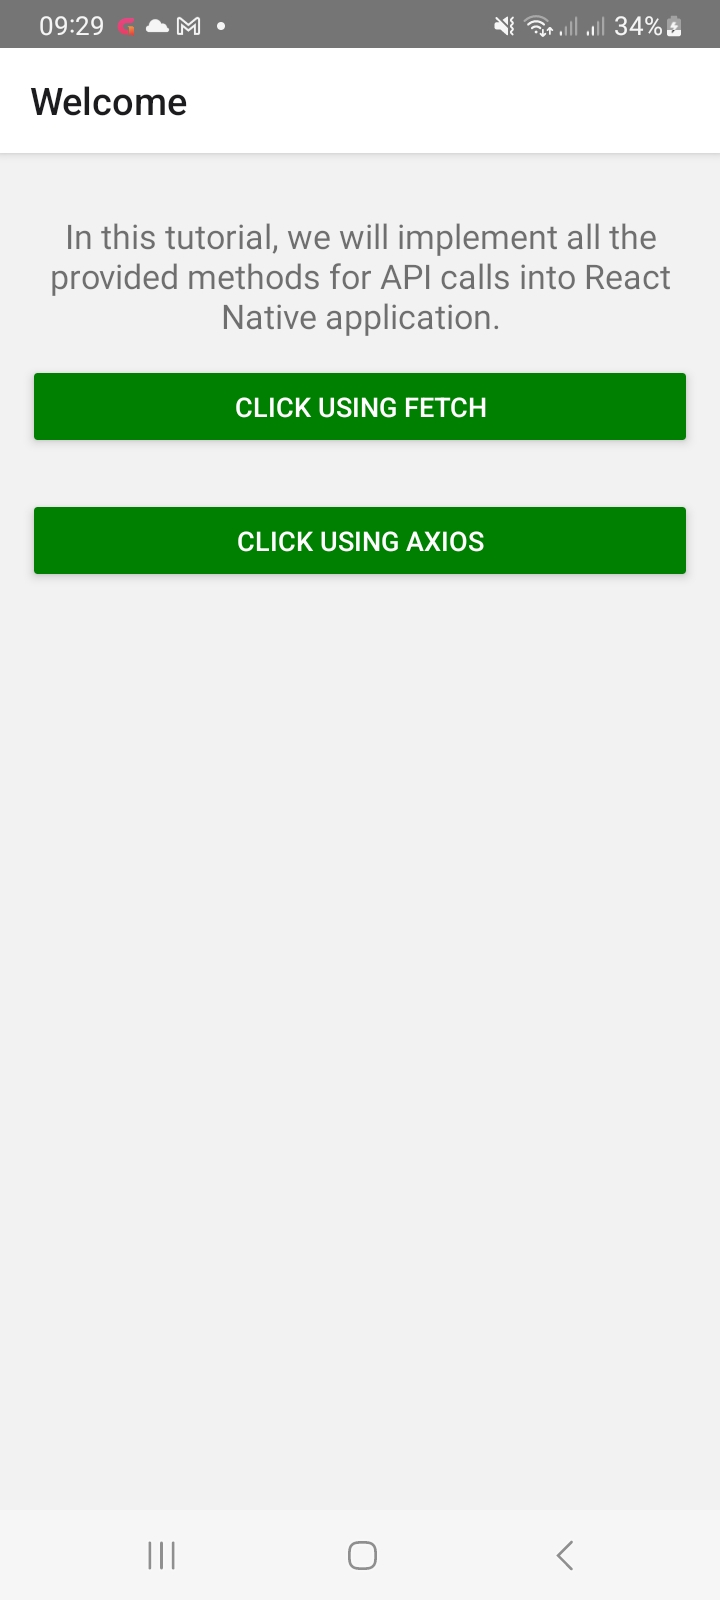 09:29
34%
Welcome
In this tutorial, we will implement all the
provided methods for API calls into React
Native application.
CLICK USING FETCH
CLICK USING AXIOS